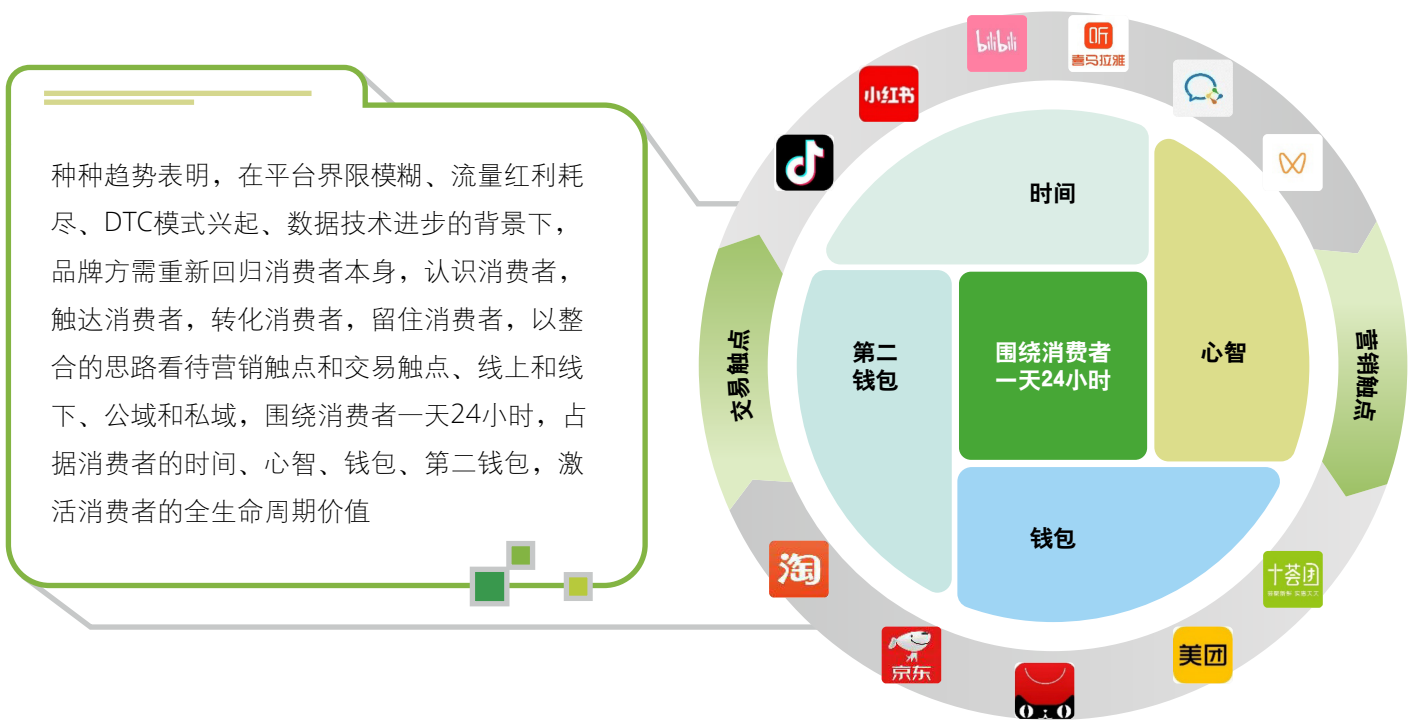 种种趋势表明，在平台界限模糊、流量红利耗
尽、DTC模式兴起、数据技术进步的背景下，
品牌方需重新回归消费者本身，认识消费者，
触达消费者，转化消费者，留住消费者，以整
合的思路看待营销触点和交易触点、线上和线
下、公域和私域，围绕消费者一天24小时，占
据消费者的时间、心智、钱包、第二钱包，激
活消费者的全生命周期价值
bilibili
听
喜马拉雅
小红书
时间
交易触点
第二
钱包
围绕消费者
一天24小时
心智
营销触点
钱包
淘
十荟团
京东
美团